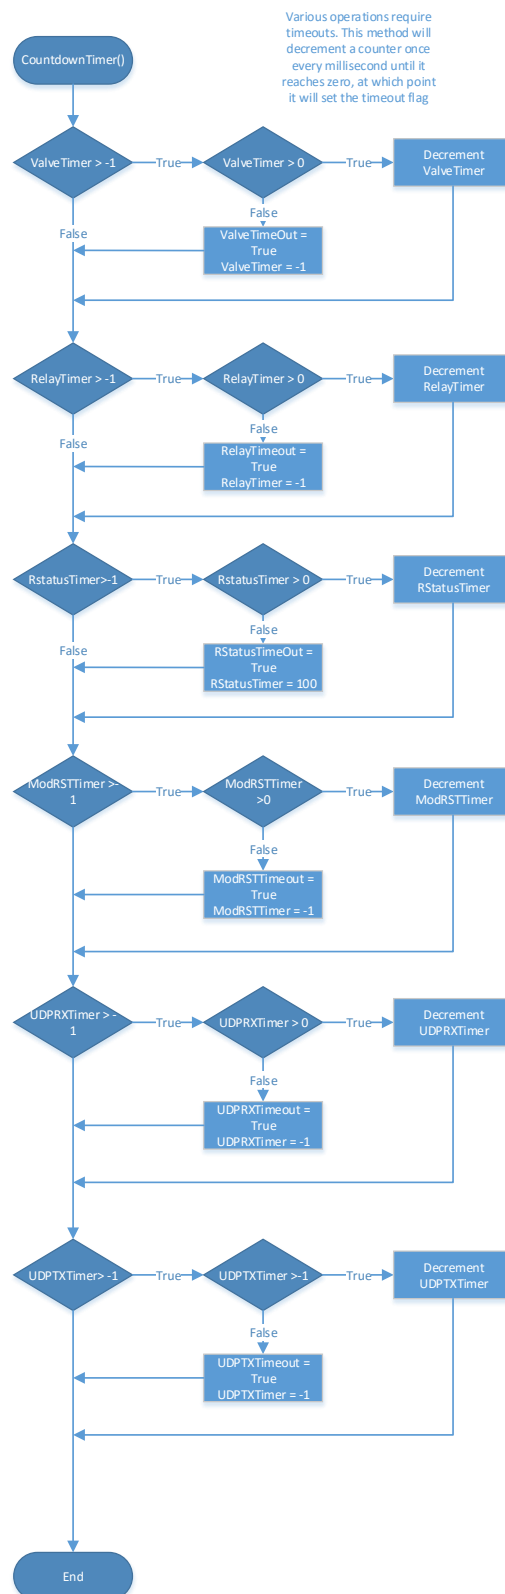 Various operations require
timeouts. This method will
decrement a counter once
every millisecond until it
reaches zero, at which point
it will set the timeout flag
CountdownTimer()
ValveTimer > -1
True
ValveTimer > 0
True
Decrement
ValveTimer
False
False
ValveTimeOut =
True
ValveTimer = -1
RelayTimer > -1
True
RelayTimer > 0
True
Decrement
RelayTimer
False
False
RelayTimeout =
True
RelayTimer = -1
RstatusTimer>-1
True
RstatusTimer > 0
True
Decrement
RStatusTimer
False
False
RStatusTimeOut =
True
RStatusTimer = 100
ModRSTTimer >-
1
True
ModRSTTimer
>0
True
Decrement
ModRSTTimer
False
ModRSTTimeout =
True
ModRSTTimer = -1
UDPRXTimer > -
1
True
UDPRXTimer > 0
True
Decrement
UDPRXTimer
False
UDPRXTimeout =
True
UDPRXTimer = -1
UDPTXTimer> -1
True
UDPTXTimer >-1
True
Decrement
UDPTXTimer
False
UDPTXTimeout =
True
UDPTXTimer = -1
End